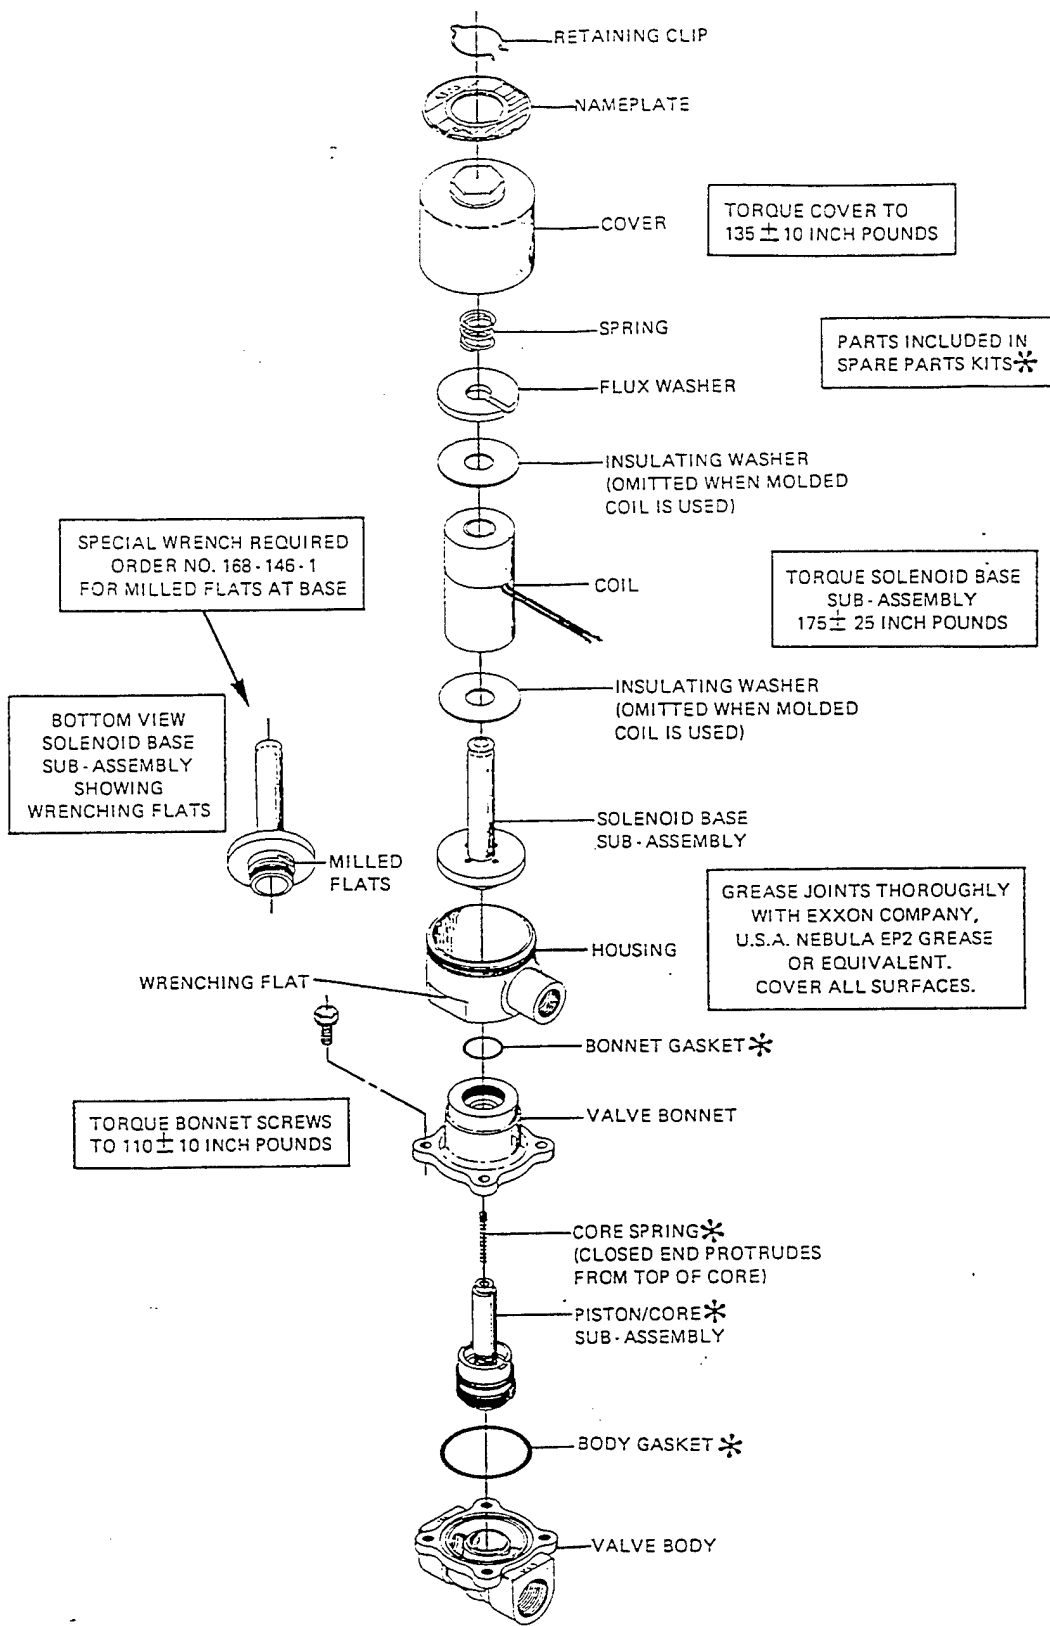 RETAINING CLIP
NAMEPLATE
COVER
TORQUE COVER TO
135 ± 10 INCH POUNDS
SPRING
PARTS INCLUDED IN
SPARE PARTS KITS*
FLUX WASHER
INSULATING WASHER
(OMITTED WHEN MOLDED
COIL IS USED)
SPECIAL WRENCH REQUIRED
ORDER NO. 168-146-1
FOR MILLED FLATS AT BASE
COIL
TORQUE SOLENOID BASE
SUB-ASSEMBLY
175 ± 25 INCH POUNDS
INSULATING WASHER
(OMITTED WHEN MOLDED
COIL IS USED)
BOTTOM VIEW
SOLENOID BASE
SUB-ASSEMBLY
SHOWING
WRENCHING FLATS
SOLENOID BASE
SUB-ASSEMBLY
MILLED
FLATS
GREASE JOINTS THOROUGHLY
WITH EXXON COMPANY,
U.S.A. NEBULA EP2 GREASE
OR EQUIVALENT.
COVER ALL SURFACES.
HOUSING
WRENCHING FLAT
BONNET GASKET*
TORQUE BONNET SCREWS
TO 110 ± 10 INCH POUNDS
VALVE BONNET
CORE SPRING*
(CLOSED END PROTRUDES
FROM TOP OF CORE)
PISTON/CORE*
SUB-ASSEMBLY
BODY GASKET*
VALVE BODY